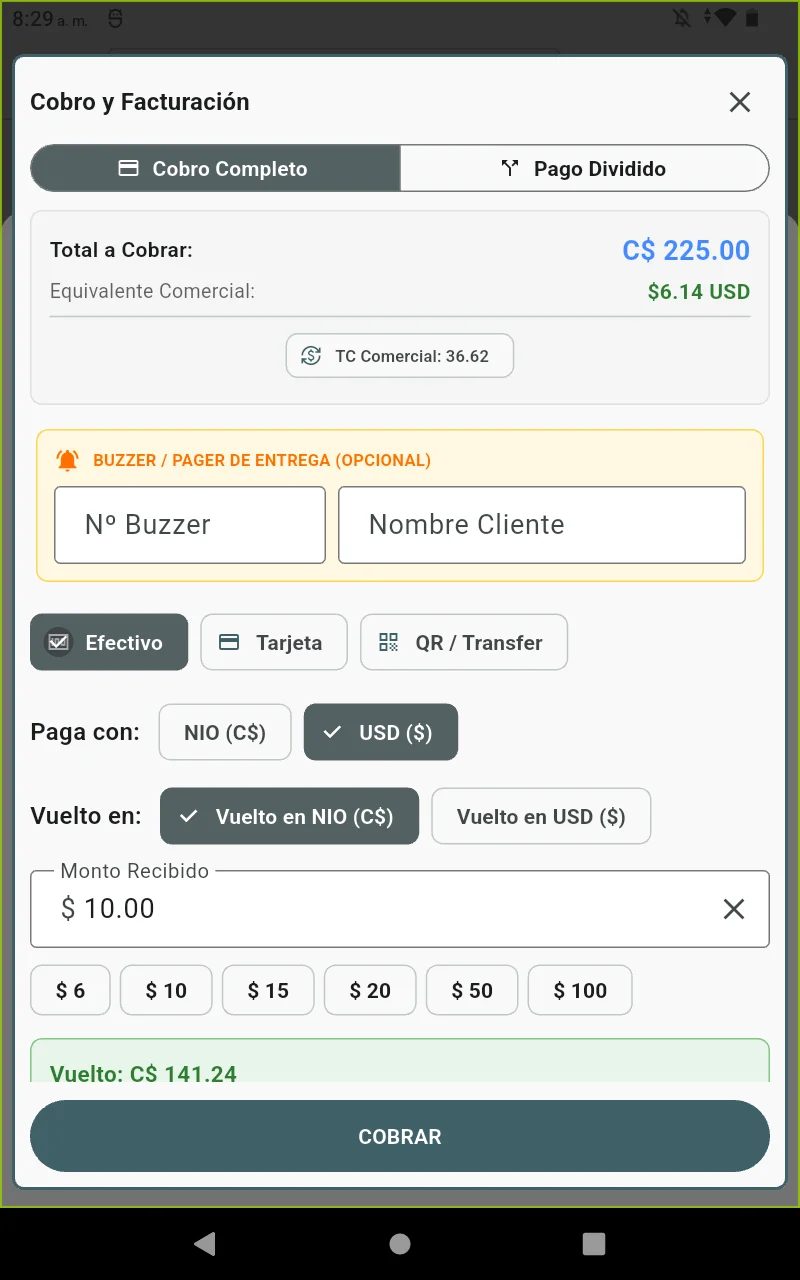 8:29 a. m.
Cobro y Facturación
Cobro Completo
Pago Dividido
Total a Cobrar: C$ 225.00
Equivalente Comercial: $6.14 USD
TC Comercial: 36.62
BUZZER / PAGER DE ENTREGA (OPCIONAL)
Nº Buzzer
Nombre Cliente
Efectivo
Tarjeta
QR / Transfer
Paga con: NIO (C$) USD ($)
Vuelto en: Vuelto en NIO (C$) Vuelto en USD ($)
Monto Recibido
$ 10.00
$ 6 $ 10 $ 15 $ 20 $ 50 $ 100
Vuelto: C$ 141.24
COBRAR